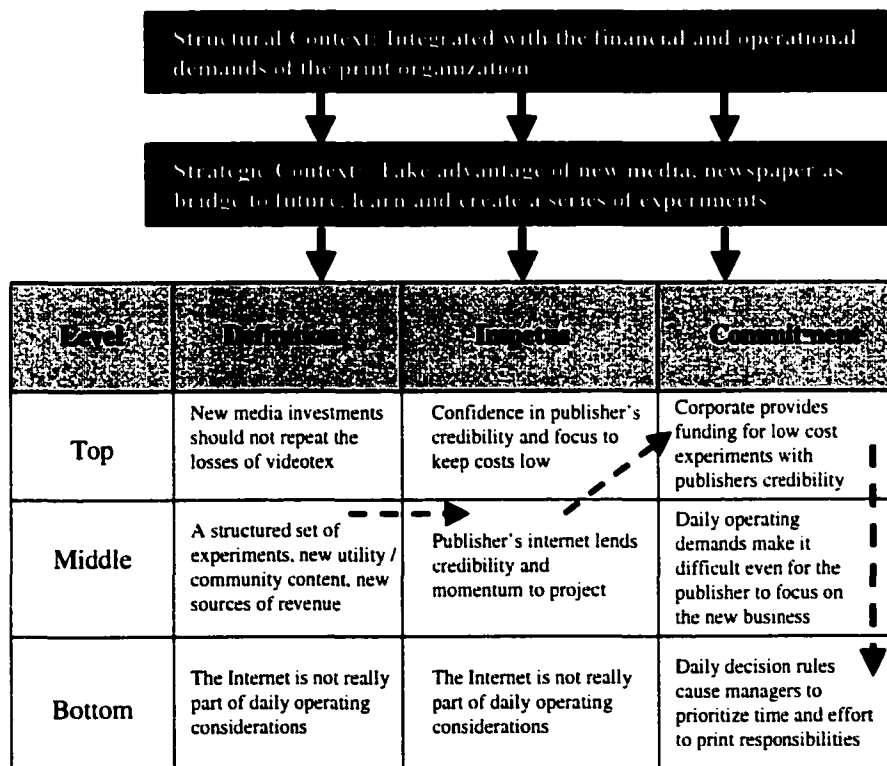 Structural Context: Integrated with the financial and operational
demands of the print organization
Strategic Context: Take advantage of new media, newspaper as
bridge to future, learn and create a series of experiments
Level
Definition
Impetus
Commitment
Top
New media investments
should not repeat the
losses of videotex
Confidence in publisher's
credibility and focus to
keep costs low
Corporate provides
funding for low cost
experiments with
publishers credibility
Middle
A structured set of
experiments, new utility /
community content, new
sources of revenue
Publisher's internet lends
credibility and
momentum to project
Daily operating
demands make it
difficult even for the
publisher to focus on
the new business
Bottom
The Internet is not really
part of daily operating
considerations
The Internet is not really
part of daily operating
considerations
Daily decision rules
cause managers to
prioritize time and effort
to print responsibilities